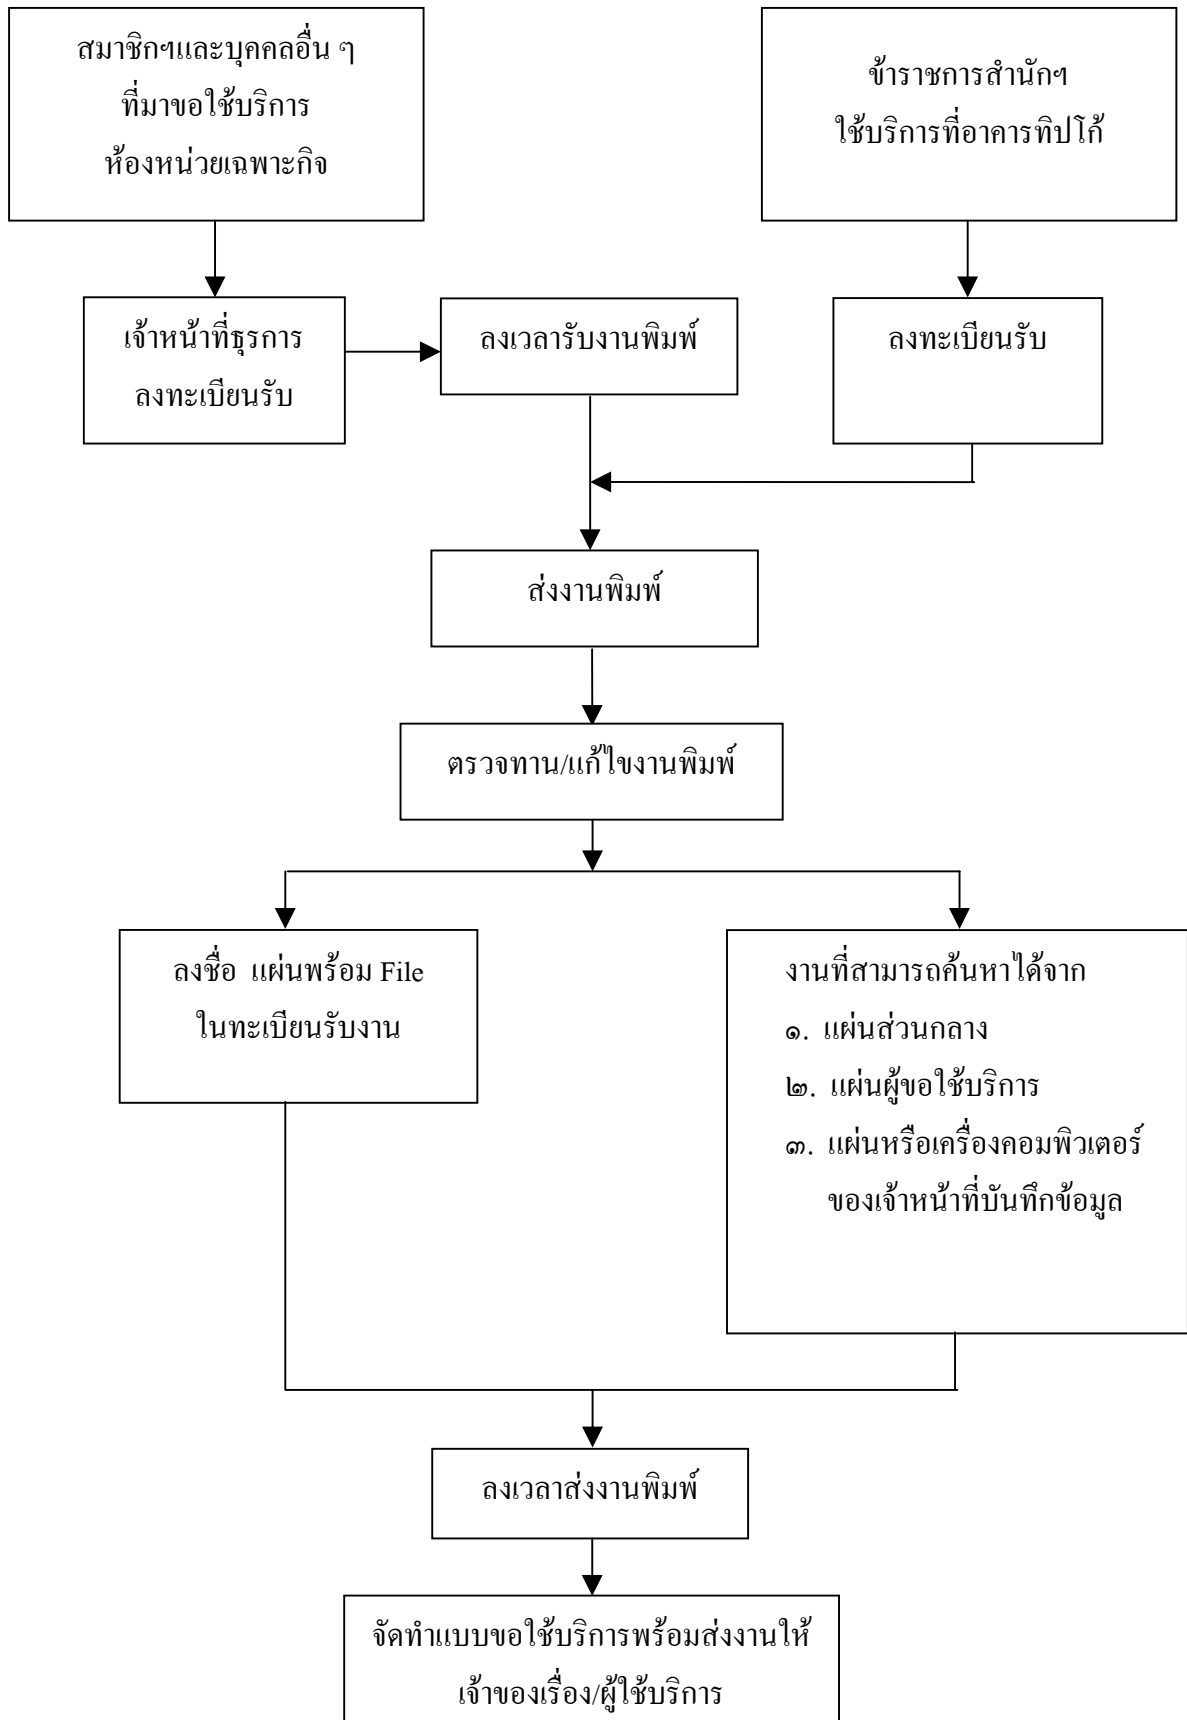 สมาชิกฯและบุคคลอื่น ๆ
ที่มาขอใช้บริการ
ห้องหน่วยเฉพาะกิจ
ข้าราชการสำนักฯ
ใช้บริการที่อาคารทิปโก้
เจ้าหน้าที่ธุรการ
ลงทะเบียนรับ
ลงเวลารับงานพิมพ์
ลงทะเบียนรับ
ส่งงานพิมพ์
ตรวจทาน/แก้ไขงานพิมพ์
ลงชื่อ แผ่นพร้อม File
ในทะเบียนรับงาน
งานที่สามารถค้นหาได้จาก
๑. แผ่นส่วนกลาง
๒. แผ่นผู้ขอใช้บริการ
๓. แผ่นหรือเครื่องคอมพิวเตอร์
ของเจ้าหน้าที่บันทึกข้อมูล
ลงเวลาส่งงานพิมพ์
จัดทำแบบขอใช้บริการพร้อมส่งงานให้
เจ้าของเรื่อง/ผู้ใช้บริการ